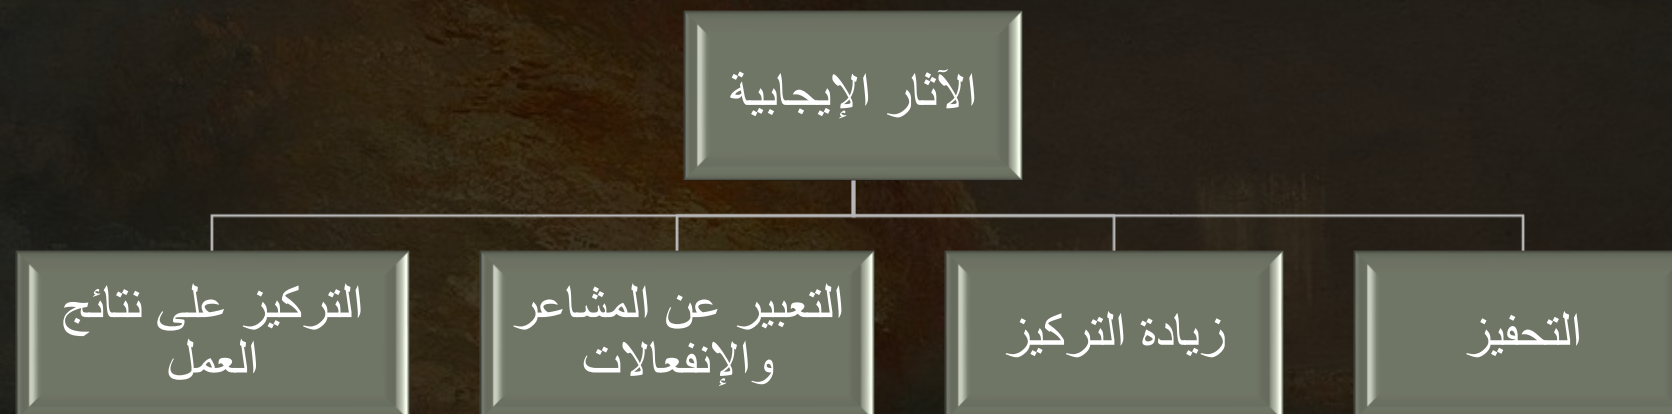 الآثار الإيجابية
التحفيز
زيادة التركيز
التعبير عن المشاعر
والإنفعالات
التركيز على نتائج
العمل